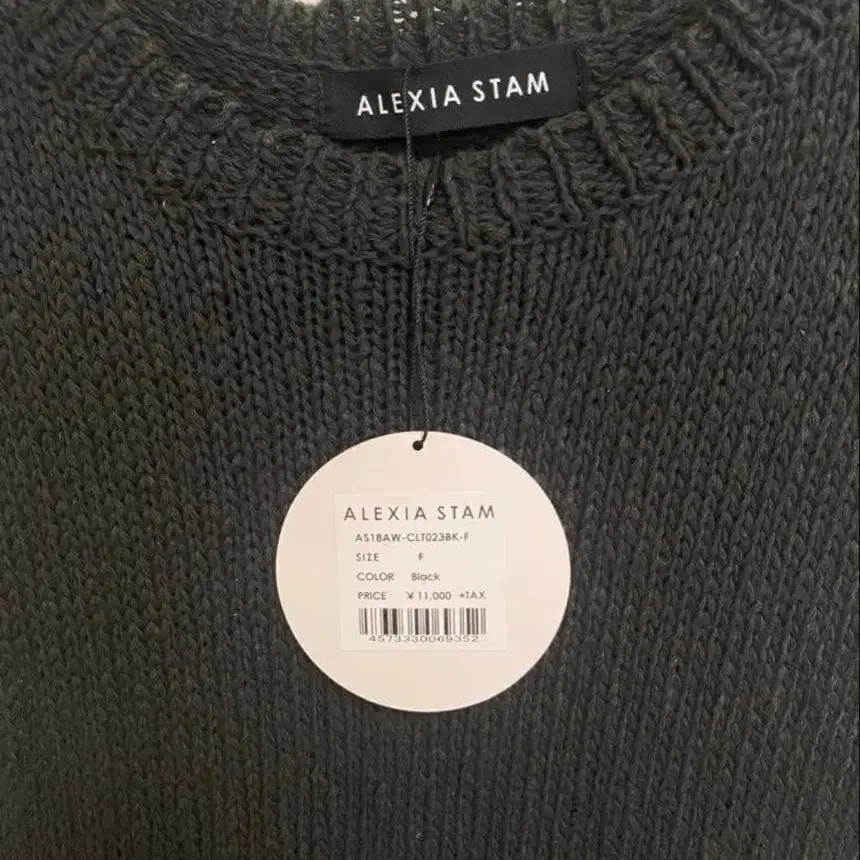 ALEXIA STAM
ALEXIA STAM
AS18AW-CLT023BK-F
SIZE F
COLOR Black
PRICE ¥11,000 +TAX
4573330069352